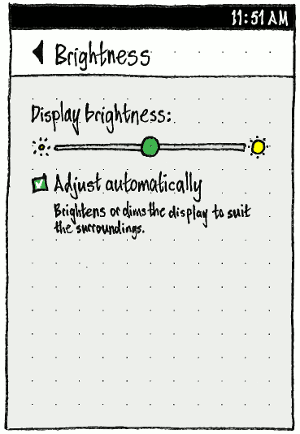 11:51 AM
Brightness
Display brightness:
Adjust automatically
Brightens or dims the display to suit
the surroundings.